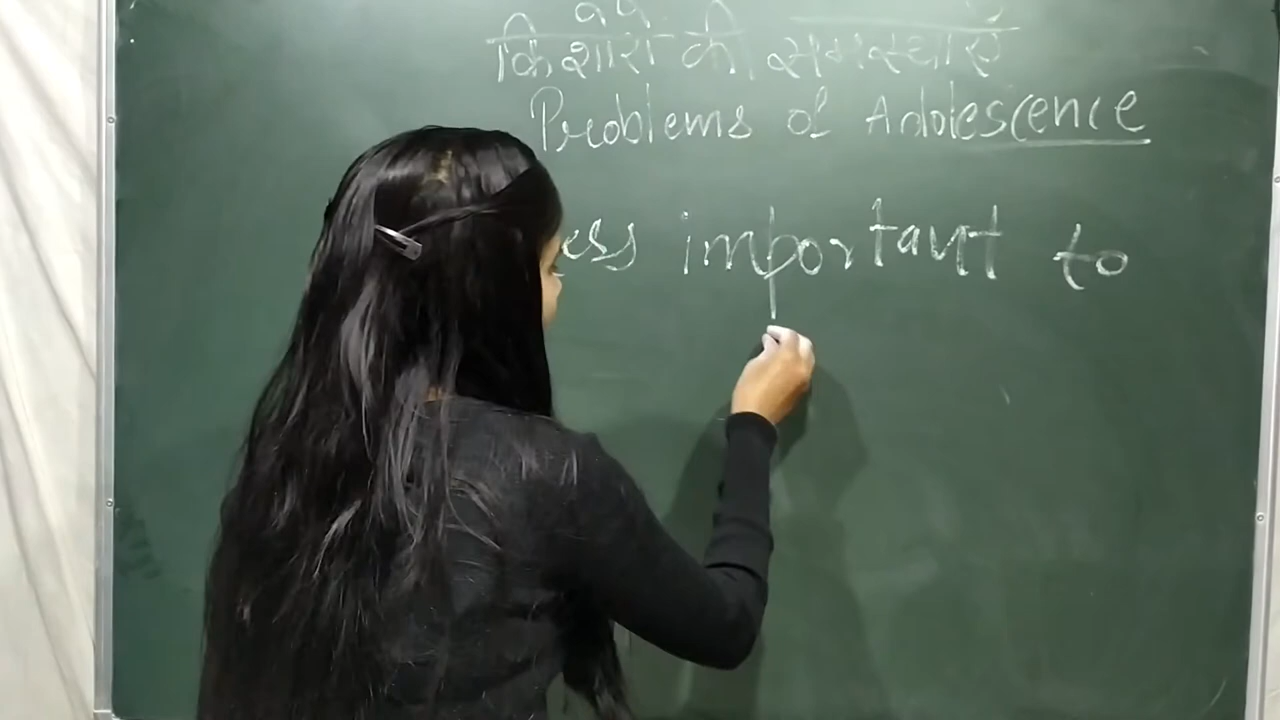 किशोरों की समस्याएं
Problems of Adolescence
ess important to